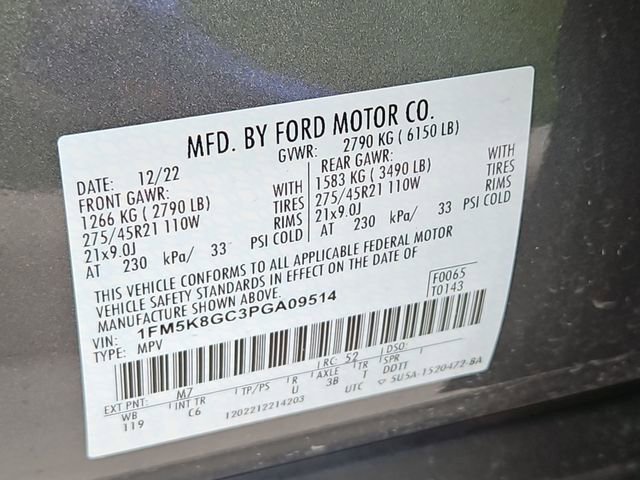 MFD. BY FORD MOTOR CO.
DATE: 12/22 GVWR: 2790 KG ( 6150 LB)
FRONT GAWR: REAR GAWR:
1266 KG ( 2790 LB) WITH 1583 KG ( 3490 LB) WITH
275/45R21 110W TIRES 275/45R21 110W TIRES
21x9.0J RIMS 21x9.0J RIMS
AT 230 kPa/ 33 PSI COLD AT 230 kPa/ 33 PSI COLD
THIS VEHICLE CONFORMS TO ALL APPLICABLE FEDERAL MOTOR
VEHICLE SAFETY STANDARDS IN EFFECT ON THE DATE OF
MANUFACTURE SHOWN ABOVE. F0065
VIN: 1FM5K8GC3PGA09514 T0143
TYPE: MPV
EXT PNT: M7 RC: 52 DSO:
WB INT TR TP/PS R AXLE TR SPR
119 C6 U 3B T DDTT
1202212214203 UTC 5U5A-1520472-BA